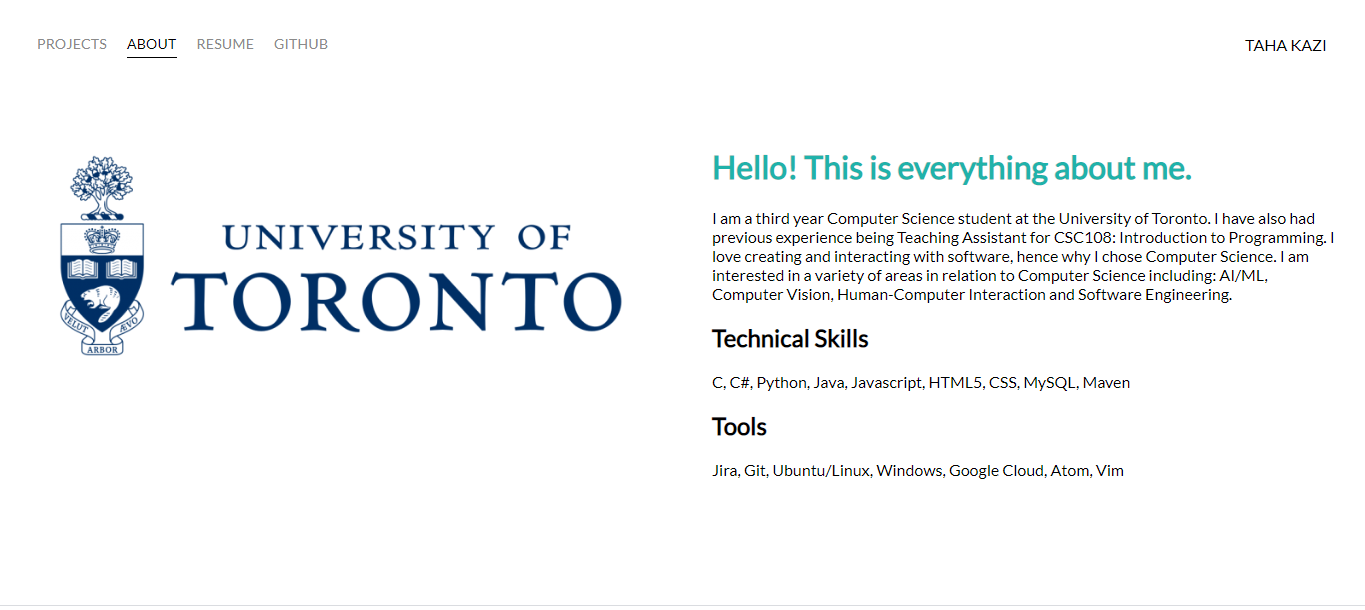 PROJECTS ABOUT RESUME GITHUB TAHA KAZI
UNIVERSITY OF
TORONTO
VELUT ÆVO
ARBOR
Hello! This is everything about me.
I am a third year Computer Science student at the University of Toronto. I have also had
previous experience being Teaching Assistant for CSC108: Introduction to Programming. I
love creating and interacting with software, hence why I chose Computer Science. I am
interested in a variety of areas in relation to Computer Science including: AI/ML,
Computer Vision, Human-Computer Interaction and Software Engineering.
Technical Skills
C, C#, Python, Java, Javascript, HTML5, CSS, MySQL, Maven
Tools
Jira, Git, Ubuntu/Linux, Windows, Google Cloud, Atom, Vim